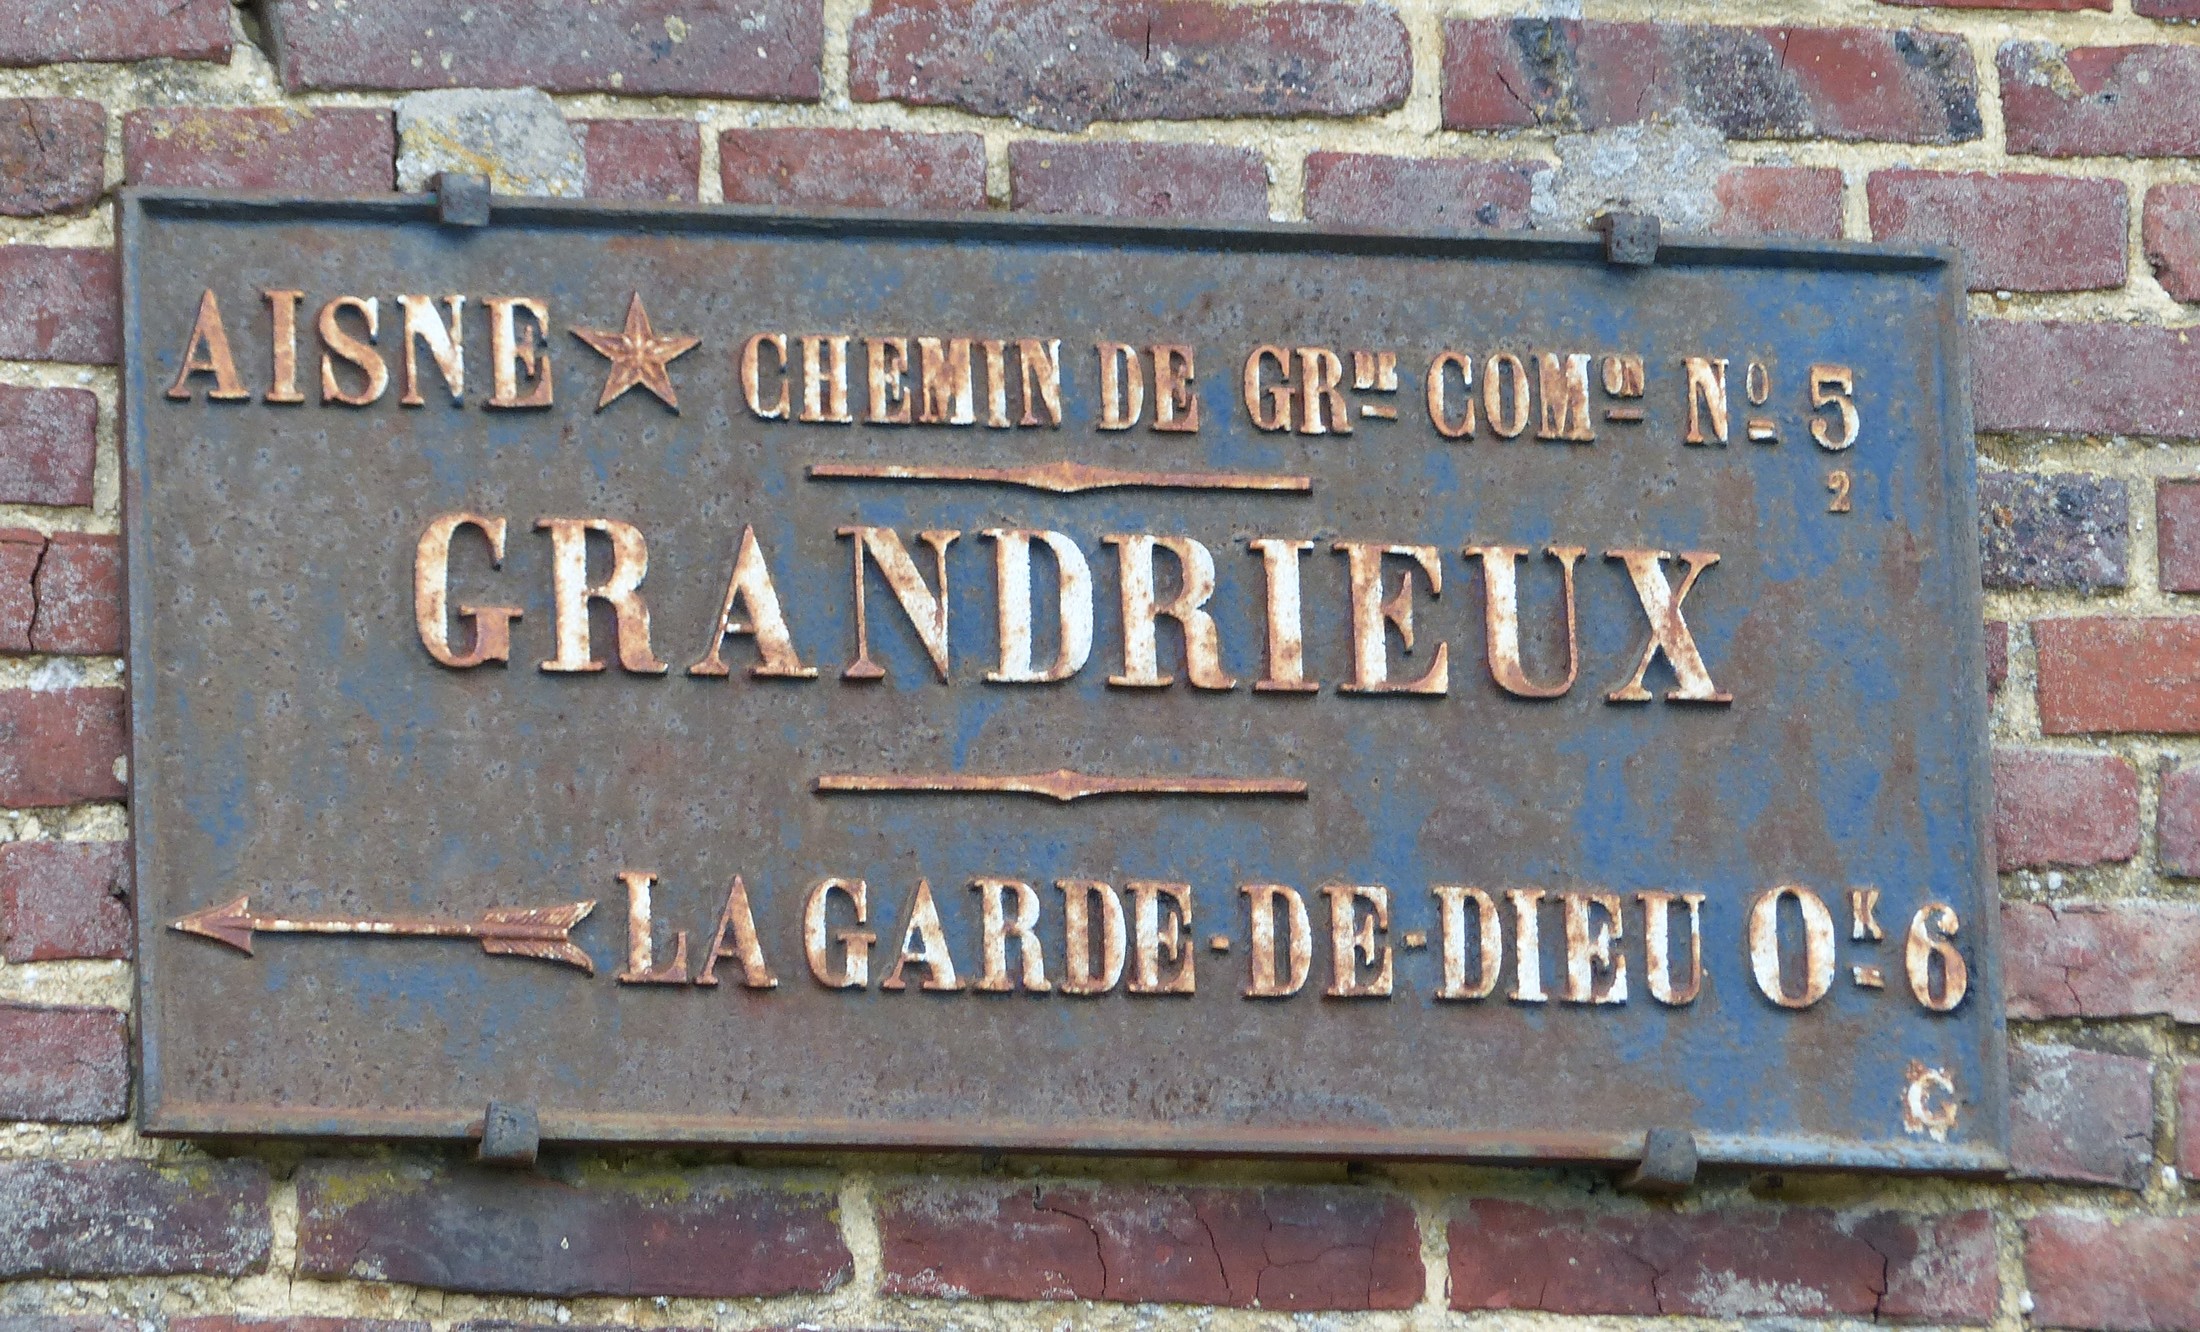 AISNE ★ CHEMIN DE GRDE COMON No 5
2
GRANDRIEUX
LA GARDE-DE-DIEU 0K 6
C